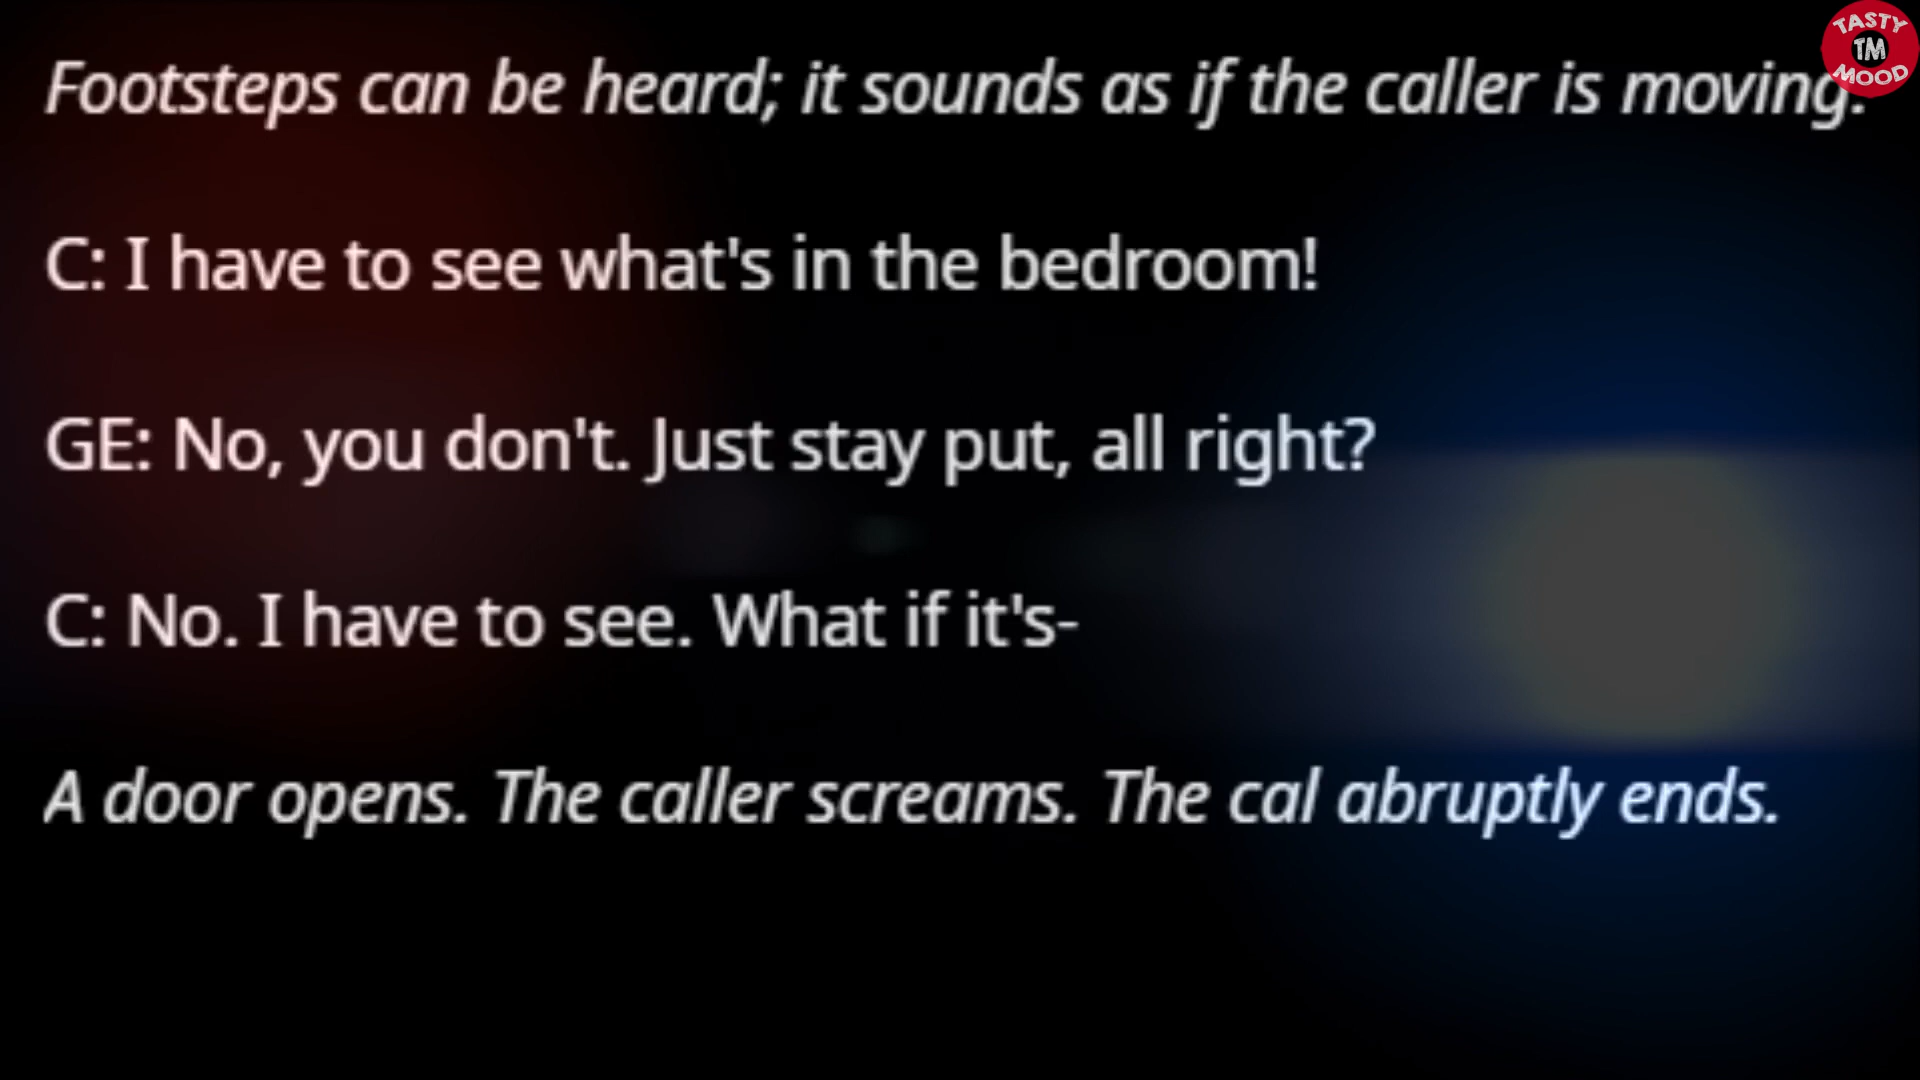 TASTY
TM
MOOD
Footsteps can be heard; it sounds as if the caller is moving.
C: I have to see what's in the bedroom!
GE: No, you don't. Just stay put, all right?
C: No. I have to see. What if it's-
A door opens. The caller screams. The cal abruptly ends.